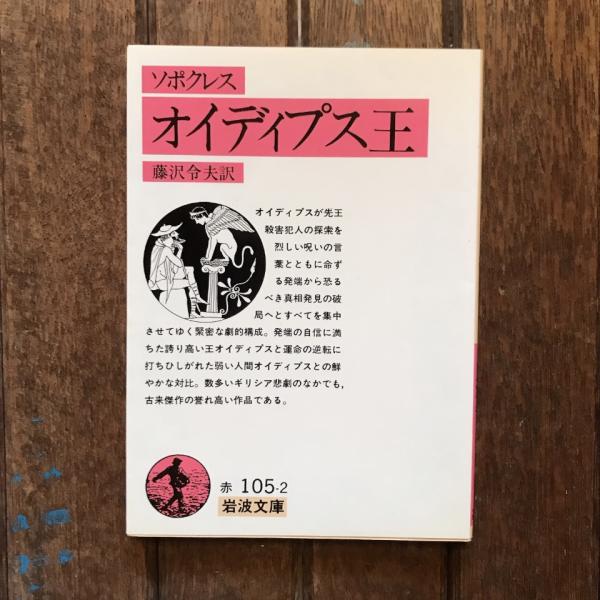 ソポクレス
オイディプス王
藤沢令夫訳
オイディプスが先王
殺害犯人の探索を
烈しい呪いの言
葉とともに命ず
る発端から恐る
べき真相発見の破
局へとすべてを集中
させてゆく緊密な劇的構成。発端の自信に満
ちた誇り高い王オイディプスと運命の逆転に
打ちひしがれた弱い人間オイディプスとの鮮
やかな対比。数多いギリシア悲劇のなかでも,
古来傑作の誉れ高い作品である。
赤 105-2
岩波文庫